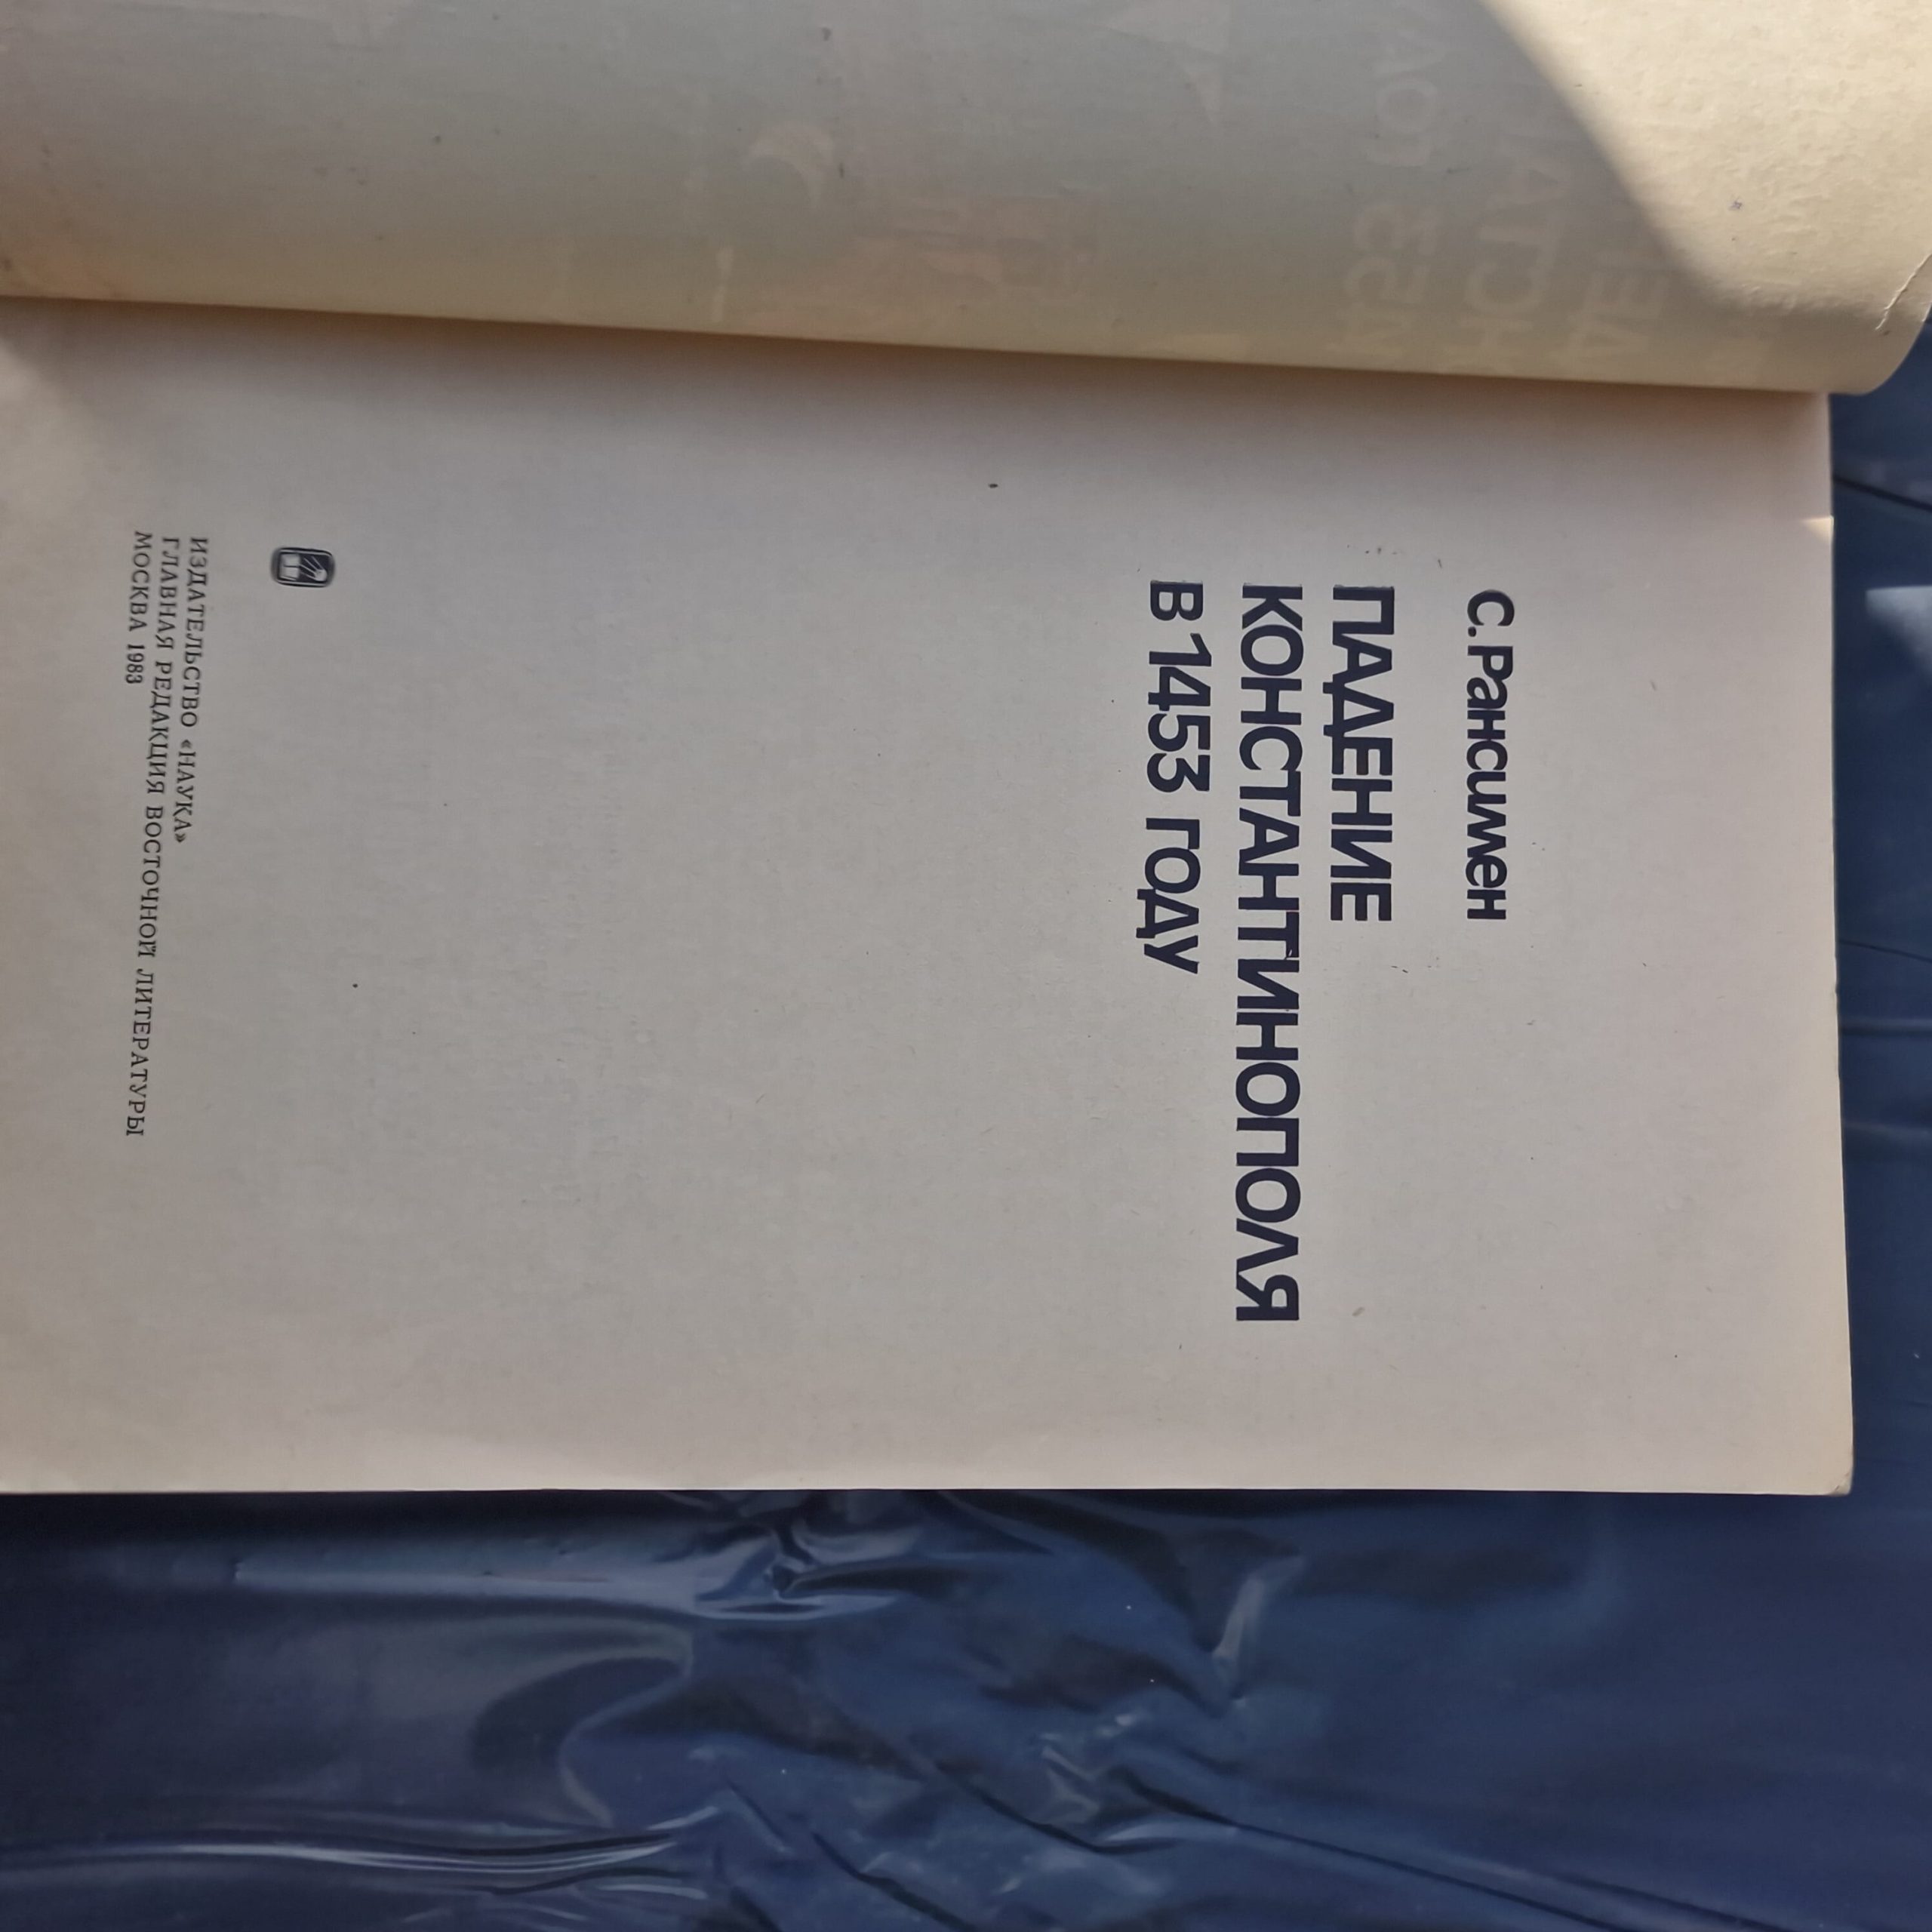 С. Рансимен
ПАДЕНИЕ
КОНСТАНТИНОПОЛЯ
В 1453 ГОДУ
ИЗДАТЕЛЬСТВО «НАУКА»
ГЛАВНАЯ РЕДАКЦИЯ ВОСТОЧНОЙ ЛИТЕРАТУРЫ
МОСКВА 1983